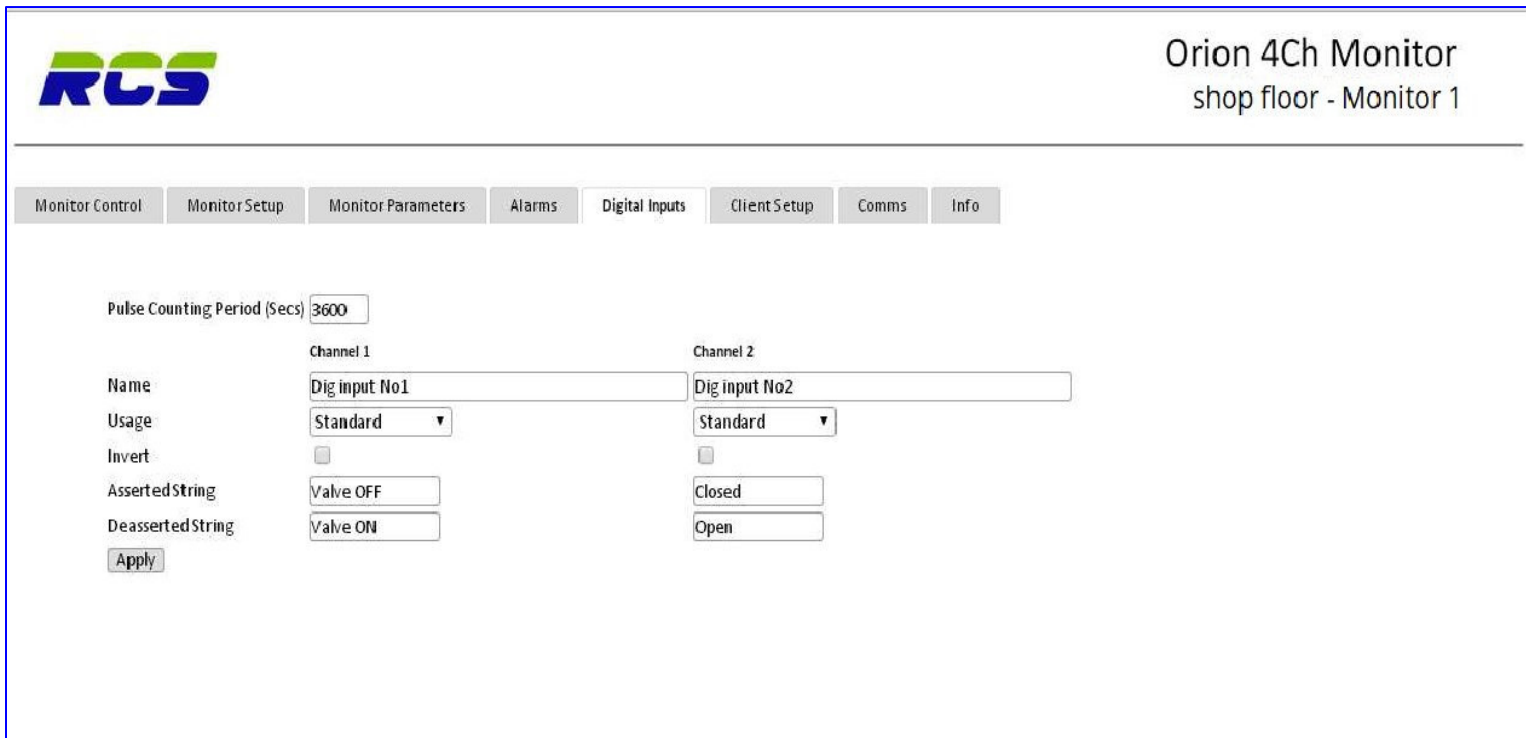 RCS
Orion 4Ch Monitor
shop floor - Monitor 1
Monitor Control Monitor Setup Monitor Parameters Alarms Digital Inputs Client Setup Comms Info
Pulse Counting Period (Secs) 3600
Channel 1 Channel 2
Name Dig input No1 Dig input No2
Usage Standard Standard
Invert
Asserted String Valve OFF Closed
Deasserted String Valve ON Open
Apply